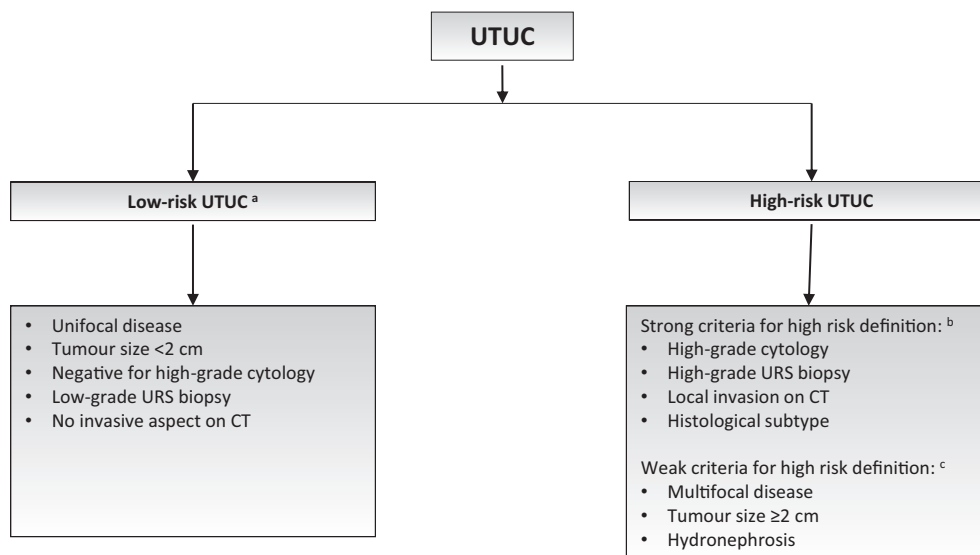 UTUC
Low-risk UTUC a
High-risk UTUC
• Unifocal disease
• Tumour size <2 cm
• Negative for high-grade cytology
• Low-grade URS biopsy
• No invasive aspect on CT
Strong criteria for high risk definition: b
• High-grade cytology
• High-grade URS biopsy
• Local invasion on CT
• Histological subtype
Weak criteria for high risk definition: c
• Multifocal disease
• Tumour size ≥2 cm
• Hydronephrosis